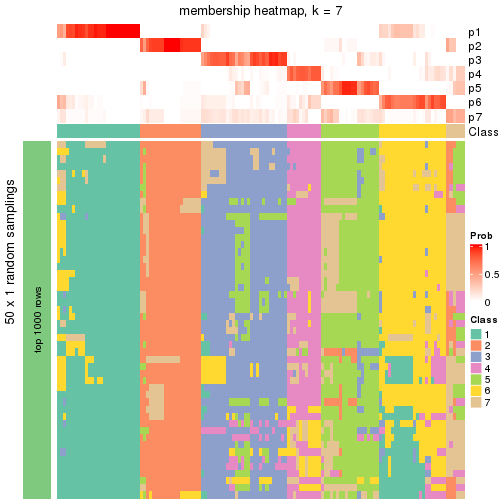 membership heatmap, k = 7
p1
p2
p3
p4
p5
p6
p7
Class
50 x 1 random samplings
top 1000 rows
Prob
1
0.5
0
Class
1
2
3
4
5
6
7